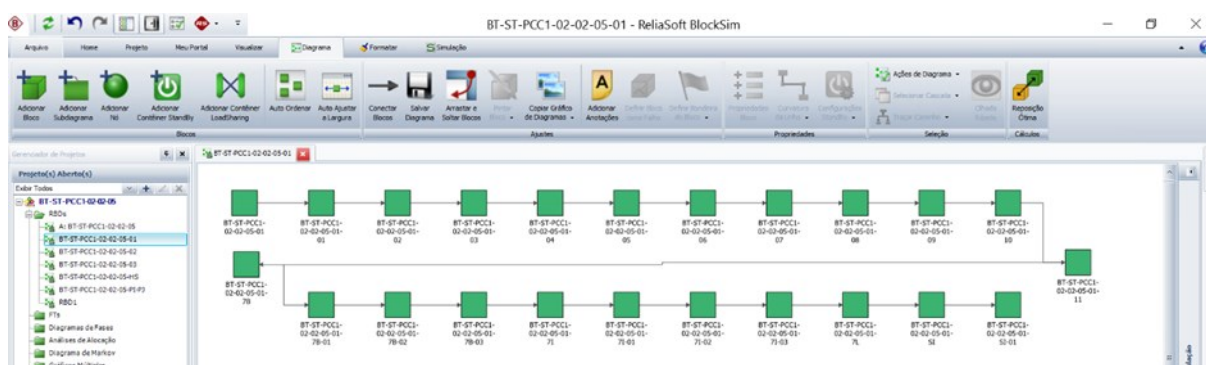 BT-ST-PCC1-02-02-05-01 - ReliaSoft BlockSim
Arquivo Home Projeto Meu Portal Visualizar Diagrama Formatar Simulação
Adicionar Bloco
Adicionar Subdiagrama
Adicionar Nó
Adicionar Contêiner StandBy
Adicionar Contêiner LoadSharing
Auto Ordenar
Auto Ajustar a Largura
Conectar Blocos
Salvar Diagrama
Arrastar e Soltar Blocos
Copiar Gráfico de Diagramas
Adicionar Anotações
Propriedades Bloco
Curvatura
Configurações Standby
Ações de Diagrama
Selecionar Cascata
Traçar Caminho
Reposição Ótima
Blocos Ajustes Propriedades Seleção Cálculos
Gerenciador de Projetos
BT-ST-PCC1-02-02-05-01
Projeto(s) Aberto(s)
Exibir Todos
BT-ST-PCC1-02-02-05
RBDs
A: BT-ST-PCC1-02-02-05
BT-ST-PCC1-02-02-05-01
BT-ST-PCC1-02-02-05-02
BT-ST-PCC1-02-02-05-03
BT-ST-PCC1-02-02-05-HS
BT-ST-PCC1-02-02-05-PI-PJ
RBD1
FTs
Diagramas de Fases
Análises de Alocação
Diagrama de Markov
BT-ST-PCC1-
02-02-05-01
BT-ST-PCC1-
02-02-05-01-
01
BT-ST-PCC1-
02-02-05-01-
02
BT-ST-PCC1-
02-02-05-01-
03
BT-ST-PCC1-
02-02-05-01-
04
BT-ST-PCC1-
02-02-05-01-
05
BT-ST-PCC1-
02-02-05-01-
06
BT-ST-PCC1-
02-02-05-01-
07
BT-ST-PCC1-
02-02-05-01-
08
BT-ST-PCC1-
02-02-05-01-
09
BT-ST-PCC1-
02-02-05-01-
10
BT-ST-PCC1-
02-02-05-01-
7B
BT-ST-PCC1-
02-02-05-01-
11
BT-ST-PCC1-
02-02-05-01-
7B-01
BT-ST-PCC1-
02-02-05-01-
7B-02
BT-ST-PCC1-
02-02-05-01-
7B-03
BT-ST-PCC1-
02-02-05-01-
7I
BT-ST-PCC1-
02-02-05-01-
7I-01
BT-ST-PCC1-
02-02-05-01-
7I-02
BT-ST-PCC1-
02-02-05-01-
7I-03
BT-ST-PCC1-
02-02-05-01-
7L
BT-ST-PCC1-
02-02-05-01-
SI
BT-ST-PCC1-
02-02-05-01-
SI-01